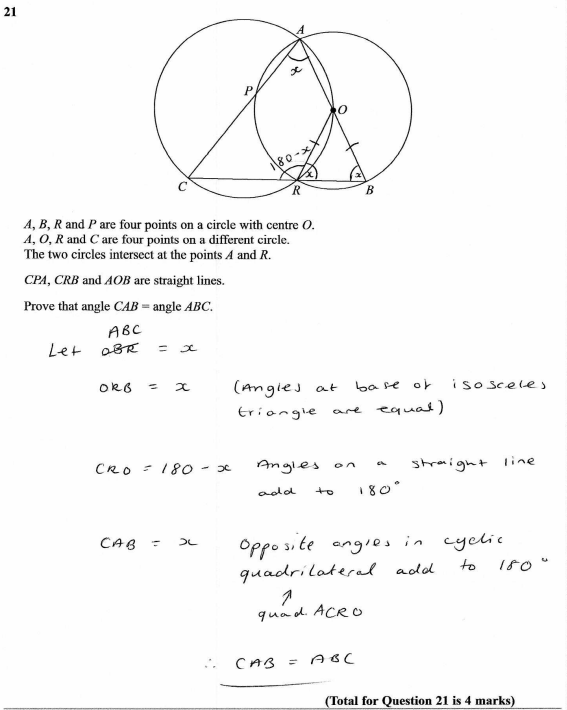 21
A
x
P
O
180-x
x
x
C
R
B
A, B, R and P are four points on a circle with centre O.
A, O, R and C are four points on a different circle.
The two circles intersect at the points A and R.
CPA, CRB and AOB are straight lines.
Prove that angle CAB = angle ABC.
ABC
Let OBR = x
ORB = x (Angles at base of isosceles
triangle are equal)
CRO = 180 - x Angles on a straight line
add to 180°
CAB = x Opposite angles in cyclic
quadrilateral add to 180°
↑
quad. ACRO
∴ CAB = ABC
(Total for Question 21 is 4 marks)